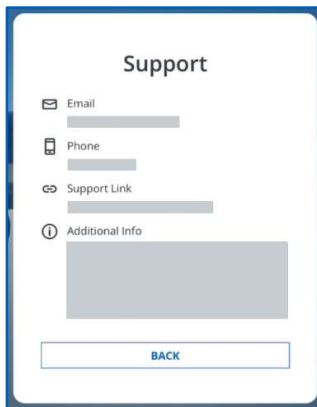 Support
Email
Phone
Support Link
Additional Info
BACK